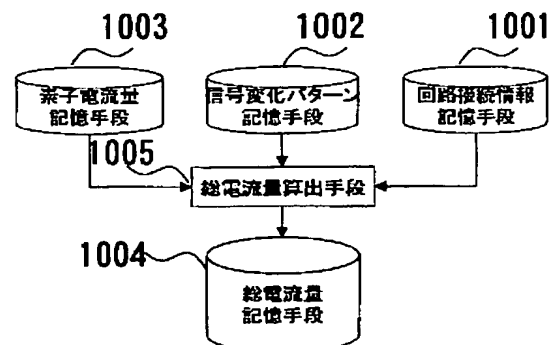 1003
1002
1001
素子電流量
記憶手段
信号変化パターン
記憶手段
回路接続情報
記憶手段
1005
総電流量算出手段
1004
総電流量
記憶手段